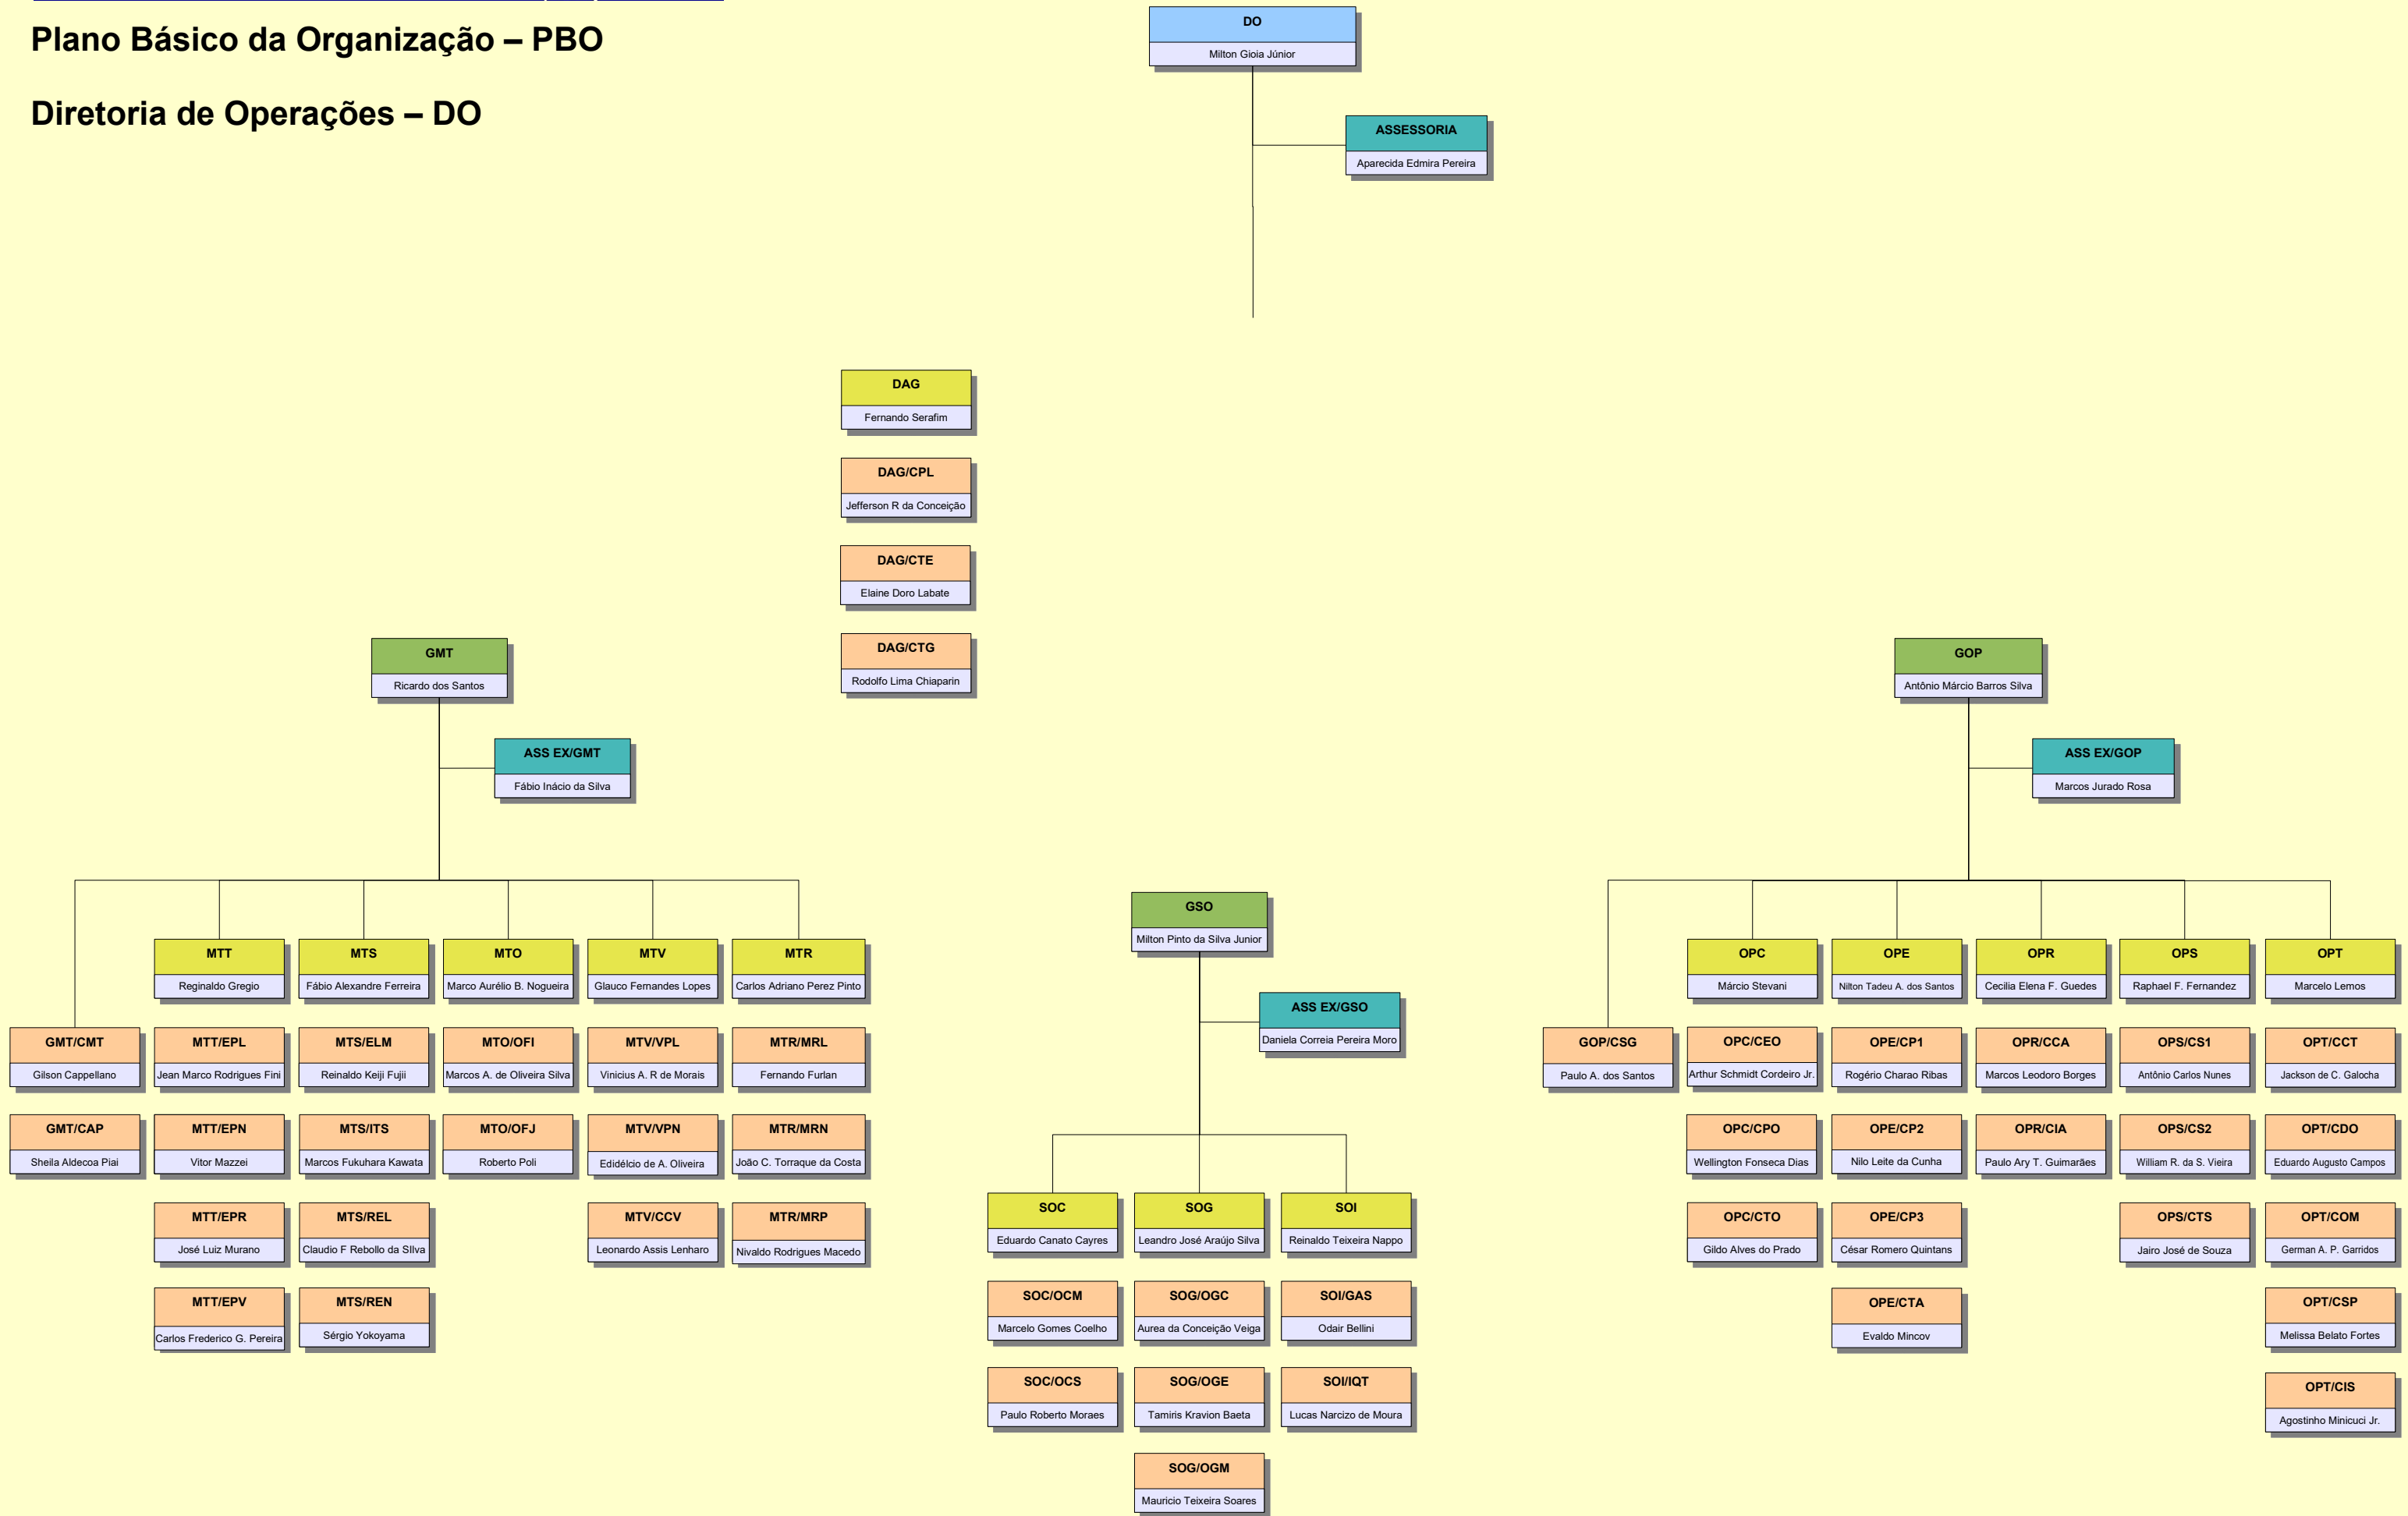 Plano Básico da Organização – PBO
Diretoria de Operações – DO
DO
Milton Gioia Júnior
ASSESSORIA
Aparecida Edmira Pereira
DAG
Fernando Serafim
DAG/CPL
Jefferson R da Conceição
DAG/CTE
Elaine Doro Labate
DAG/CTG
Rodolfo Lima Chiaparin
GMT
Ricardo dos Santos
ASS EX/GMT
Fábio Inácio da Silva
GMT/CMT
Gilson Cappellano
GMT/CAP
Sheila Aldecoa Piai
MTT
Reginaldo Gregio
MTT/EPL
Jean Marco Rodrigues Fini
MTT/EPN
Vitor Mazzei
MTT/EPR
José Luiz Murano
MTT/EPV
Carlos Frederico G. Pereira
MTS
Fábio Alexandre Ferreira
MTS/ELM
Reinaldo Keiji Fujii
MTS/ITS
Marcos Fukuhara Kawata
MTS/REL
Claudio F Rebollo da SIlva
MTS/REN
Sérgio Yokoyama
MTO
Marco Aurélio B. Nogueira
MTO/OFI
Marcos A. de Oliveira Silva
MTO/OFJ
Roberto Poli
MTV
Glauco Fernandes Lopes
MTV/VPL
Vinicius A. R de Morais
MTV/VPN
Edidélcio de A. Oliveira
MTV/CCV
Leonardo Assis Lenharo
MTR
Carlos Adriano Perez Pinto
MTR/MRL
Fernando Furlan
MTR/MRN
João C. Torraque da Costa
MTR/MRP
Nivaldo Rodrigues Macedo
GSO
Milton Pinto da Silva Junior
ASS EX/GSO
Daniela Correia Pereira Moro
SOC
Eduardo Canato Cayres
SOC/OCM
Marcelo Gomes Coelho
SOC/OCS
Paulo Roberto Moraes
SOG
Leandro José Araújo Silva
SOG/OGC
Aurea da Conceição Veiga
SOG/OGE
Tamiris Kravion Baeta
SOG/OGM
Mauricio Teixeira Soares
SOI
Reinaldo Teixeira Nappo
SOI/GAS
Odair Bellini
SOI/IQT
Lucas Narcizo de Moura
GOP
Antônio Márcio Barros Silva
ASS EX/GOP
Marcos Jurado Rosa
GOP/CSG
Paulo A. dos Santos
OPC
Márcio Stevani
OPC/CEO
Arthur Schmidt Cordeiro Jr.
OPC/CPO
Wellington Fonseca Dias
OPC/CTO
Gildo Alves do Prado
OPE
Nilton Tadeu A. dos Santos
OPE/CP1
Rogério Charao Ribas
OPE/CP2
Nilo Leite da Cunha
OPE/CP3
César Romero Quintans
OPE/CTA
Evaldo Mincov
OPR
Cecilia Elena F. Guedes
OPR/CCA
Marcos Leodoro Borges
OPR/CIA
Paulo Ary T. Guimarães
OPS
Raphael F. Fernandez
OPS/CS1
Antônio Carlos Nunes
OPS/CS2
William R. da S. Vieira
OPS/CTS
Jairo José de Souza
OPT
Marcelo Lemos
OPT/CCT
Jackson de C. Galocha
OPT/CDO
Eduardo Augusto Campos
OPT/COM
German A. P. Garridos
OPT/CSP
Melissa Belato Fortes
OPT/CIS
Agostinho Minicuci Jr.